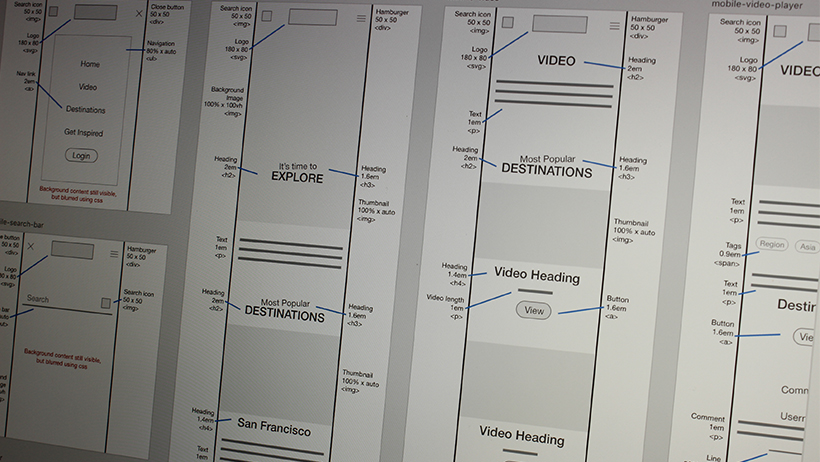 Search icon
50 x 50
<img>
Logo
180 x 80
<svg>
Nav link
2em
<a>
Close button
50 x 50
<div>
Navigation
80% x auto
<ul>
Home
Video
Destinations
Get Inspired
Login
Background content still visible,
but blurred using css
-search-bar
button
50 x 50
<div>
Logo
x 80
<svg>
bar
Hamburger
50 x 50
<div>
Search icon
50 x 50
<img>
Search
Background content still visible,
but blurred using css
Search icon
50 x 50
<img>
Logo
180 x 80
<svg>
Background
image
100% x 100vh
<img>
Heading
2em
<h2>
Text
1em
<p>
Heading
2em
<h2>
Heading
1.4em
<h4>
Text
1em
Hamburger
50 x 50
<div>
It's time to
EXPLORE
Heading
1.6em
<h3>
Thumbnail
100% x auto
<img>
Most Popular
DESTINATIONS
Heading
1.6em
<h3>
Thumbnail
100% x auto
<img>
San Francisco
Search icon
50 x 50
<img>
Logo
180 x 80
<svg>
Text
1em
<p>
Heading
2em
<h2>
Heading
1.4em
<h4>
Video length
1em
<p>
Hamburger
50 x 50
<div>
VIDEO
Heading
2em
<h2>
Most Popular
DESTINATIONS
Heading
1.6em
<h3>
Thumbnail
100% x auto
<img>
Video Heading
View
Button
1.6em
<a>
Video Heading
mobile-video-player
Search icon
50 x 50
<img>
Logo
180 x 80
<svg>
VIDEO
Text
1em
<p>
Region
Asia
Tags
0.9em
<span>
Text
1em
<p>
Destin
Button
1.6em
<a>
Vie
Comm
Usern
Comment
1em
<p>
Line